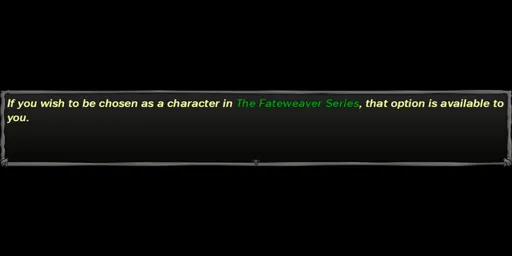 If you wish to be chosen as a character in The Fateweaver Series, that option is available to
you.